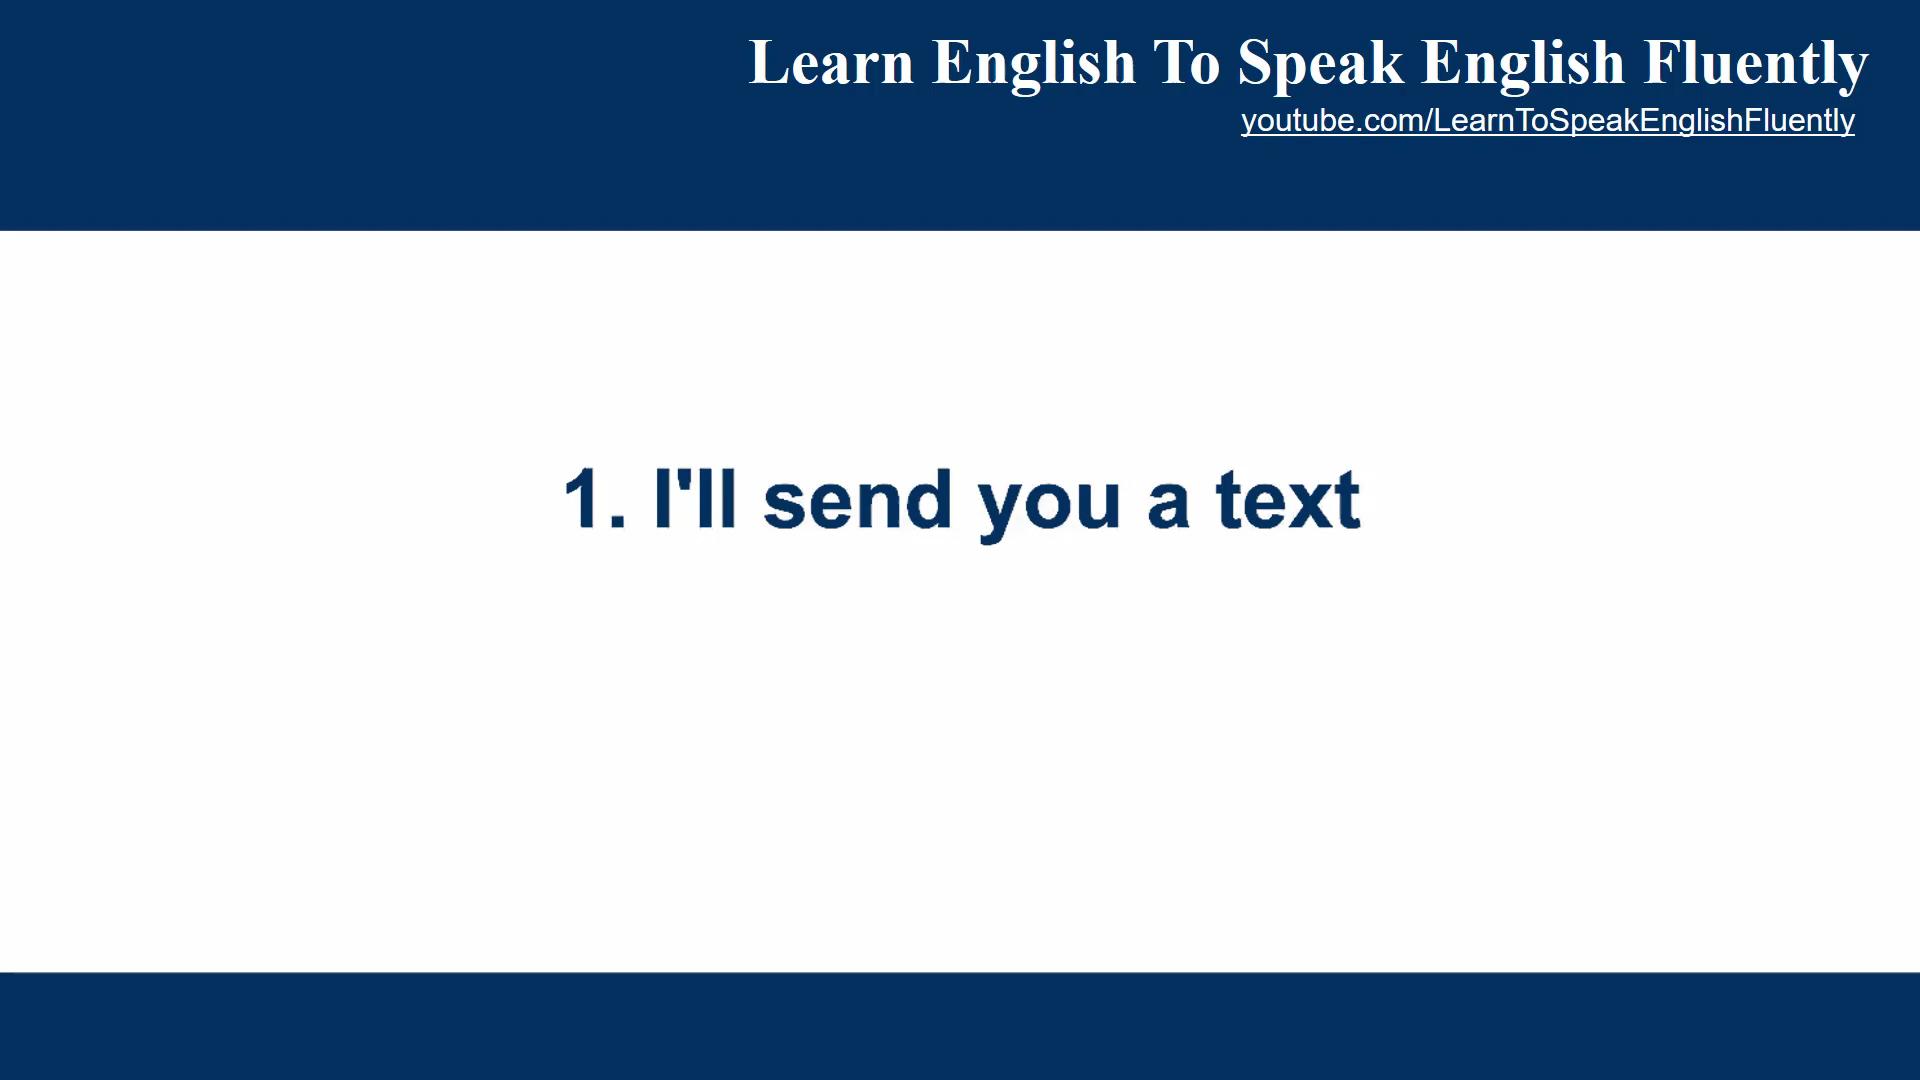 Learn English To Speak English Fluently
youtube.com/LearnToSpeakEnglishFluently
1. I'll send you a text